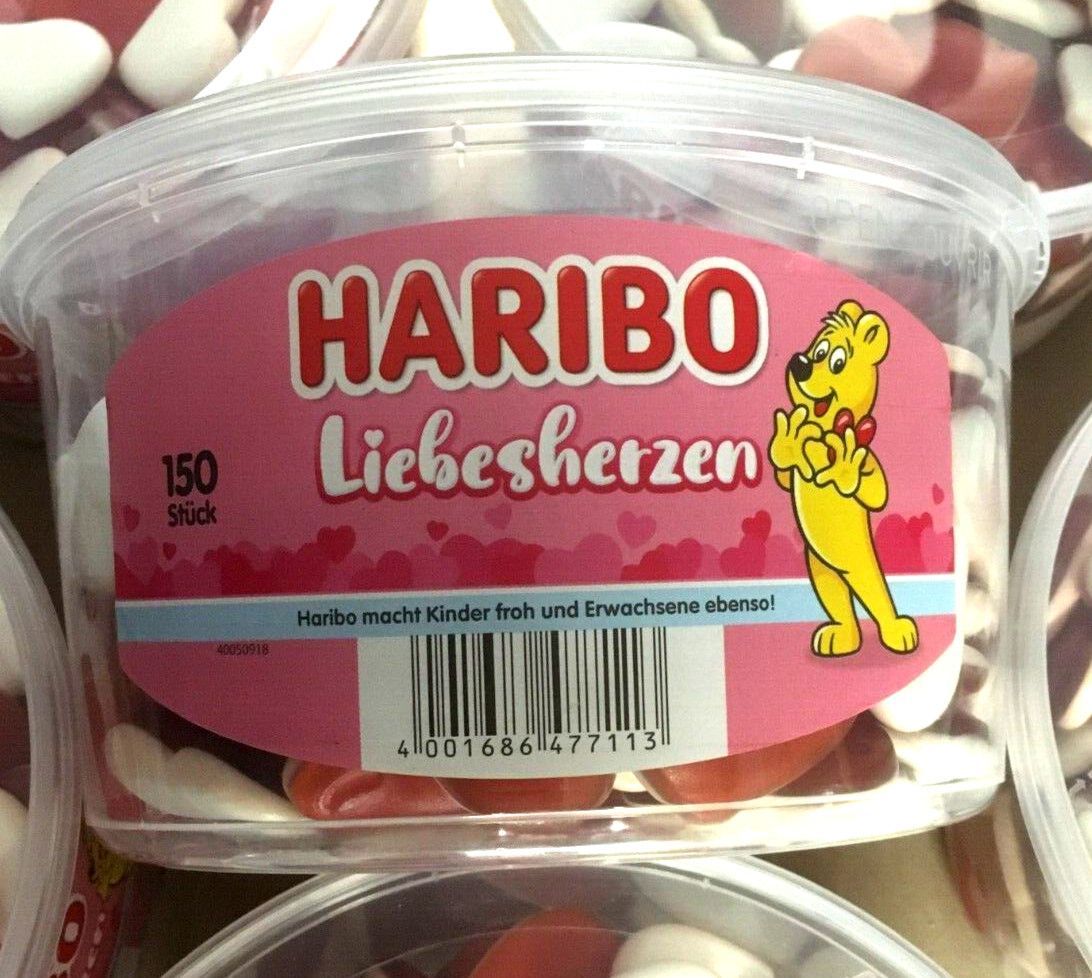 HARIBO
Liebesherzen
150
Stück
Haribo macht Kinder froh und Erwachsene ebenso!
40050918
4 001686 477113